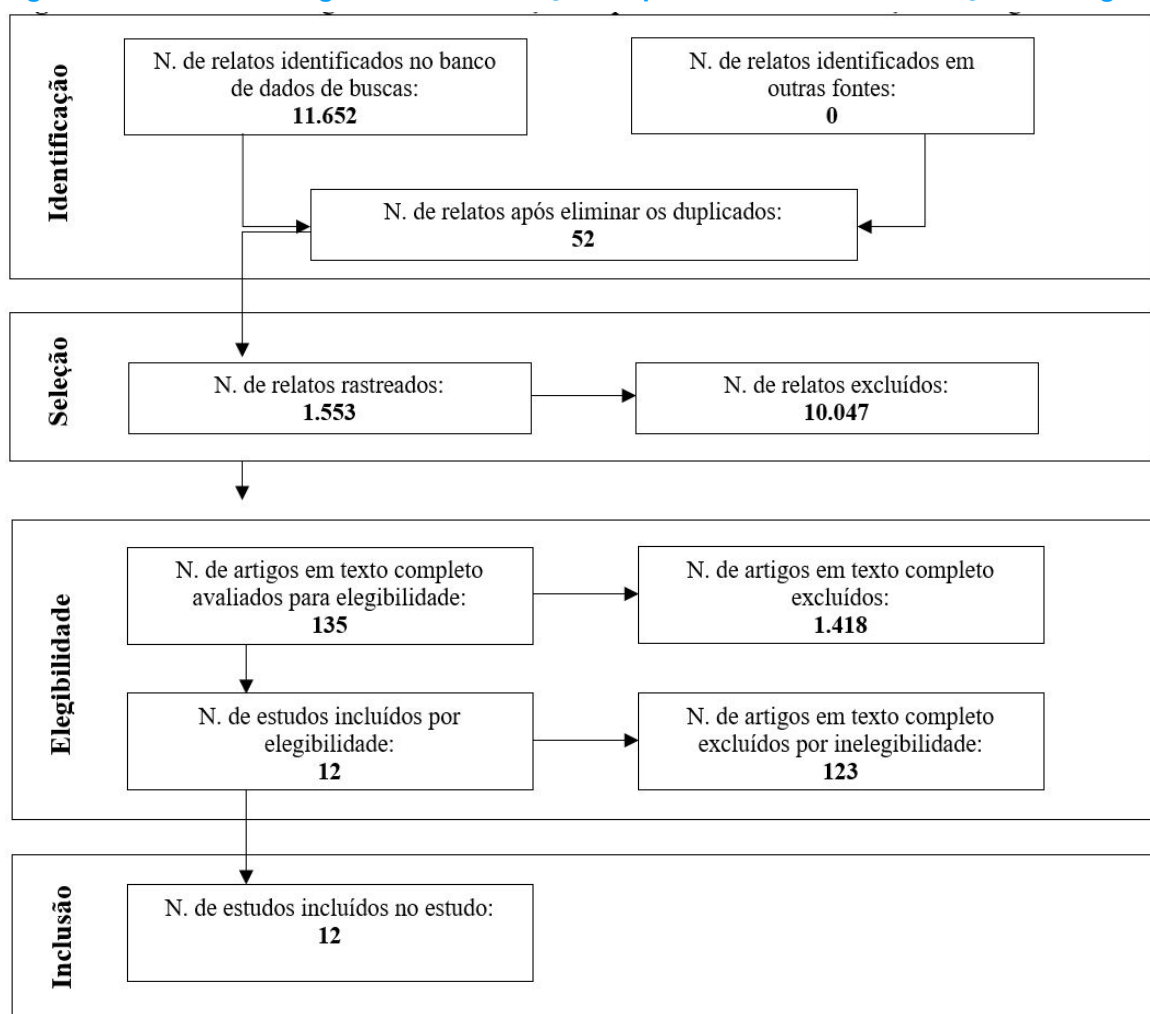 Identificação
N. de relatos identificados no banco
de dados de buscas:
11.652
N. de relatos identificados em
outras fontes:
0
N. de relatos após eliminar os duplicados:
52
Seleção
N. de relatos rastreados:
1.553
N. de relatos excluídos:
10.047
Elegibilidade
N. de artigos em texto completo
avaliados para elegibilidade:
135
N. de artigos em texto completo
excluídos:
1.418
N. de estudos incluídos por
elegibilidade:
12
N. de artigos em texto completo
excluídos por inelegibilidade:
123
Inclusão
N. de estudos incluídos no estudo:
12